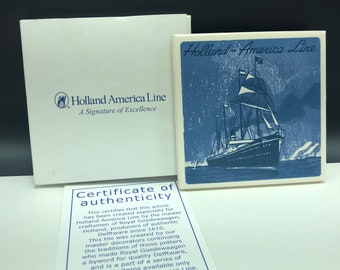 Holland America Line
A Signature of Excellence
Holland-America Line
Certificate of
authenticity
This certifies that this article
has been created especially for
Holland America Line by the master
craftsmen of Royal Goedewaagen,
Holland, producers of authentic
Delftware since 1610.
This tile was created by our
master decorators continuing
the traditions of those potters
who made Royal Goedewaagen
a byword for quality Delftware,
and is a part of a series of
available only